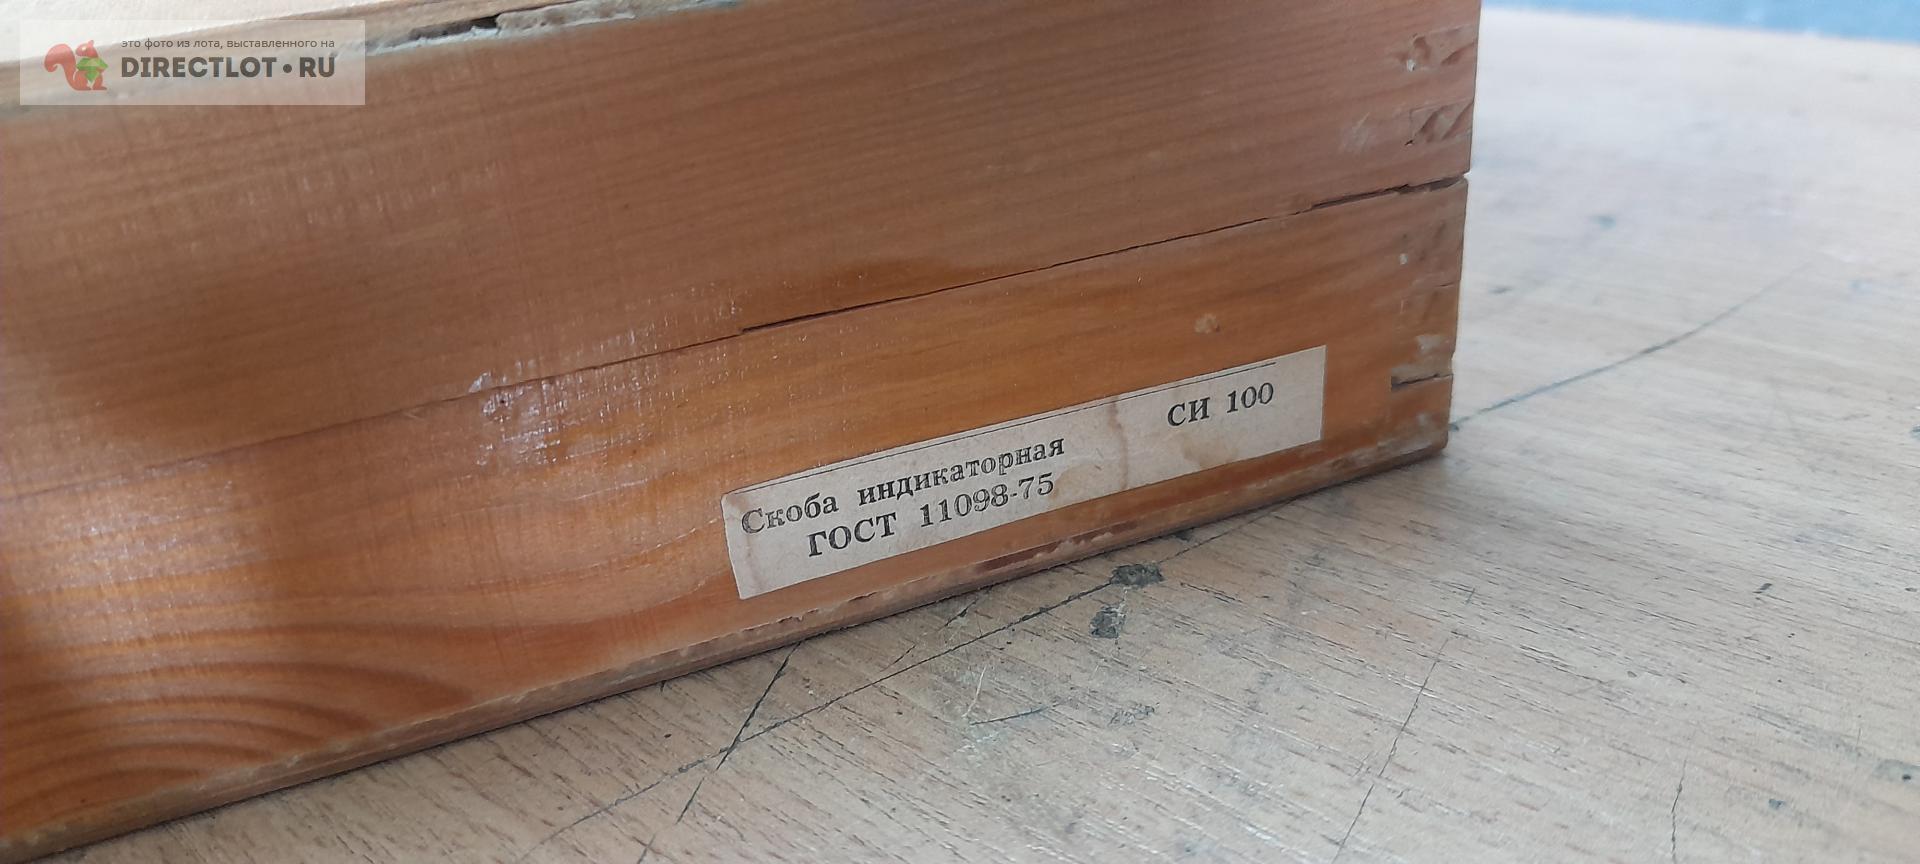 это фото из лота, выставленного на
DIRECTLOT•RU
Скоба индикаторная СИ 100
ГОСТ 11098-75